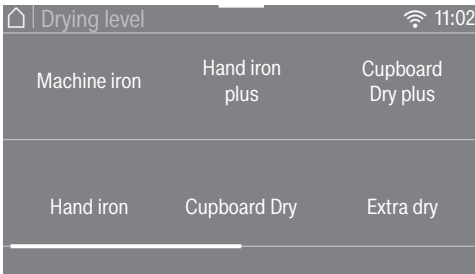 Drying level 11:02
Machine iron
Hand iron
plus
Cupboard
Dry plus
Hand iron
Cupboard Dry
Extra dry